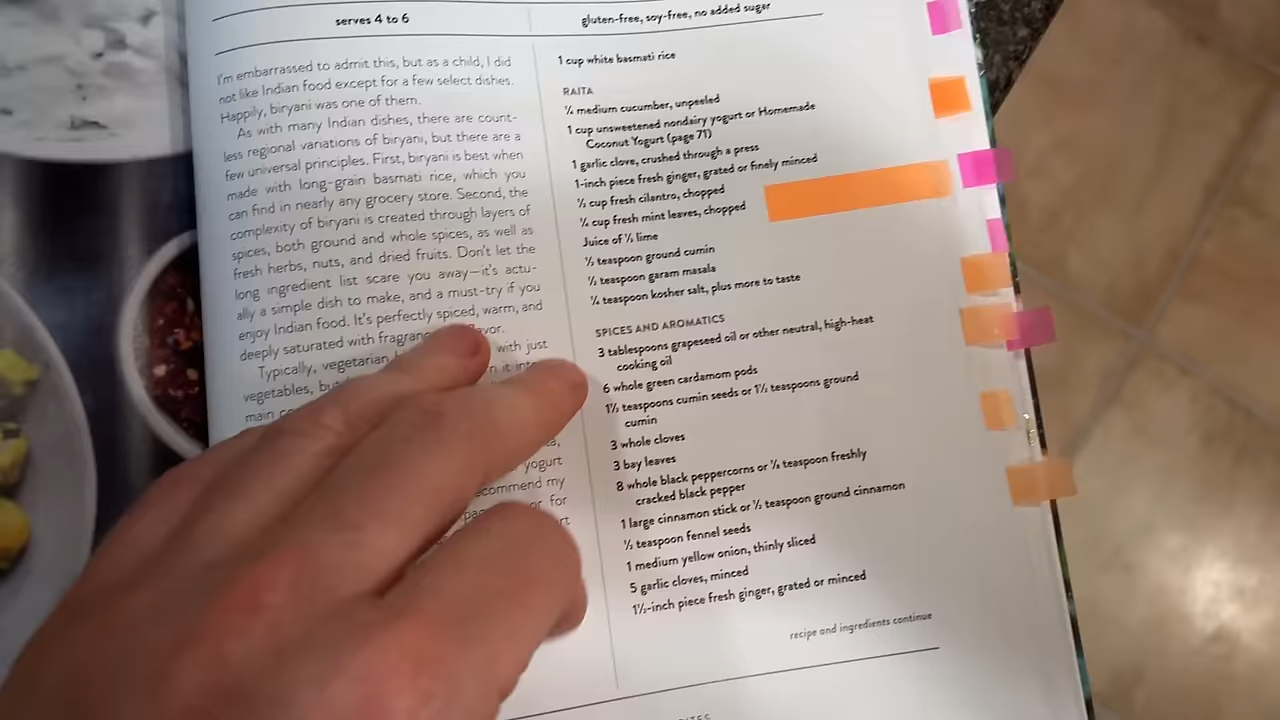 serves 4 to 6
I'm embarrassed to admit this, but as a child, I did
not like Indian food except for a few select dishes.
Happily, biryani was one of them.
As with many Indian dishes, there are count-
less regional variations of biryani, but there are a
few universal principles. First, biryani is best when
made with long-grain basmati rice, which you
can find in nearly any grocery store. Second, the
complexity of biryani is created through layers of
spices, both ground and whole spices, as well as
fresh herbs, nuts, and dried fruits. Don't let the
long ingredient list scare you away—it's actu-
ally a simple dish to make, and a must-try if you
enjoy Indian food. It's perfectly spiced, warm, and
deeply saturated with
Typically, vegetarian with just
vegetables, it
main
yogurt
my
for
gluten-free, soy-free, no added sugar
1 cup white basmati rice
RAITA
medium cucumber, unpeeled
1 cup unsweetened nondairy yogurt or Homemade
Coconut Yogurt (page 71)
1 garlic clove, crushed through a press
1-inch piece fresh ginger, grated or finely minced
cup fresh cilantro, chopped
cup fresh mint leaves, chopped
Juice of ½ lime
½ teaspoon ground cumin
½ teaspoon garam masala
¼ teaspoon kosher salt, plus more to taste
SPICES AND AROMATICS
3 tablespoons grapeseed oil or other neutral, high-heat
cooking oil
6 whole green cardamom pods
1½ teaspoons cumin seeds or 1½ teaspoons ground
cumin
3 whole cloves
3 bay leaves
8 whole black peppercorns or teaspoon freshly
cracked black pepper
1 large cinnamon stick or ½ teaspoon ground cinnamon
½ teaspoon fennel seeds
1 medium yellow onion, thinly sliced
5 garlic cloves, minced
1½-inch piece fresh ginger, grated or minced
recipe and ingredients continue